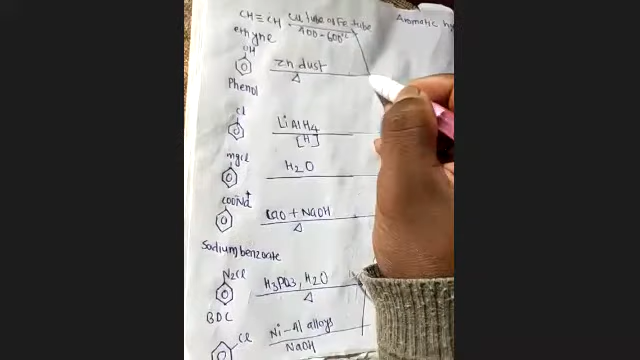 CH≡CH Cu tube or Fe tube Aromatic hy
ethyne 400-600°C
OH
Zn dust
Δ
Phenol
Cl
LiAlH4
[H]
mgcl
H2O
COONa+
CaO + NaOH
Δ
Sodium benzoate
N2Cl
H3PO3, H2O
Δ
BDC
Cl
Ni-Al alloys
NaOH